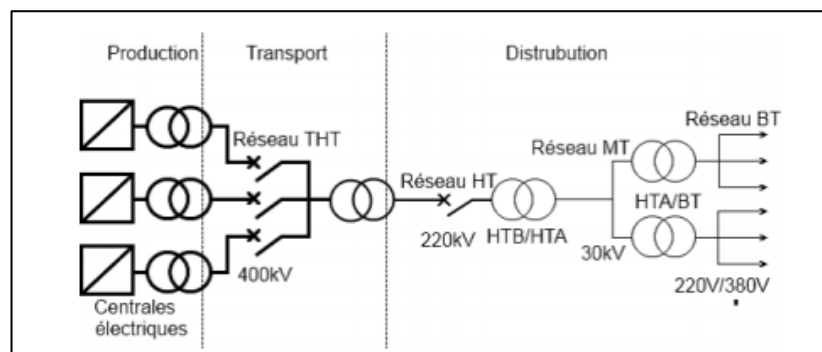 Production
Transport
Distrubution
Réseau THT
Réseau HT
Réseau MT
Réseau BT
HTA/BT
HTB/HTA
220kV
30kV
400kV
220V/380V
Centrales
électriques